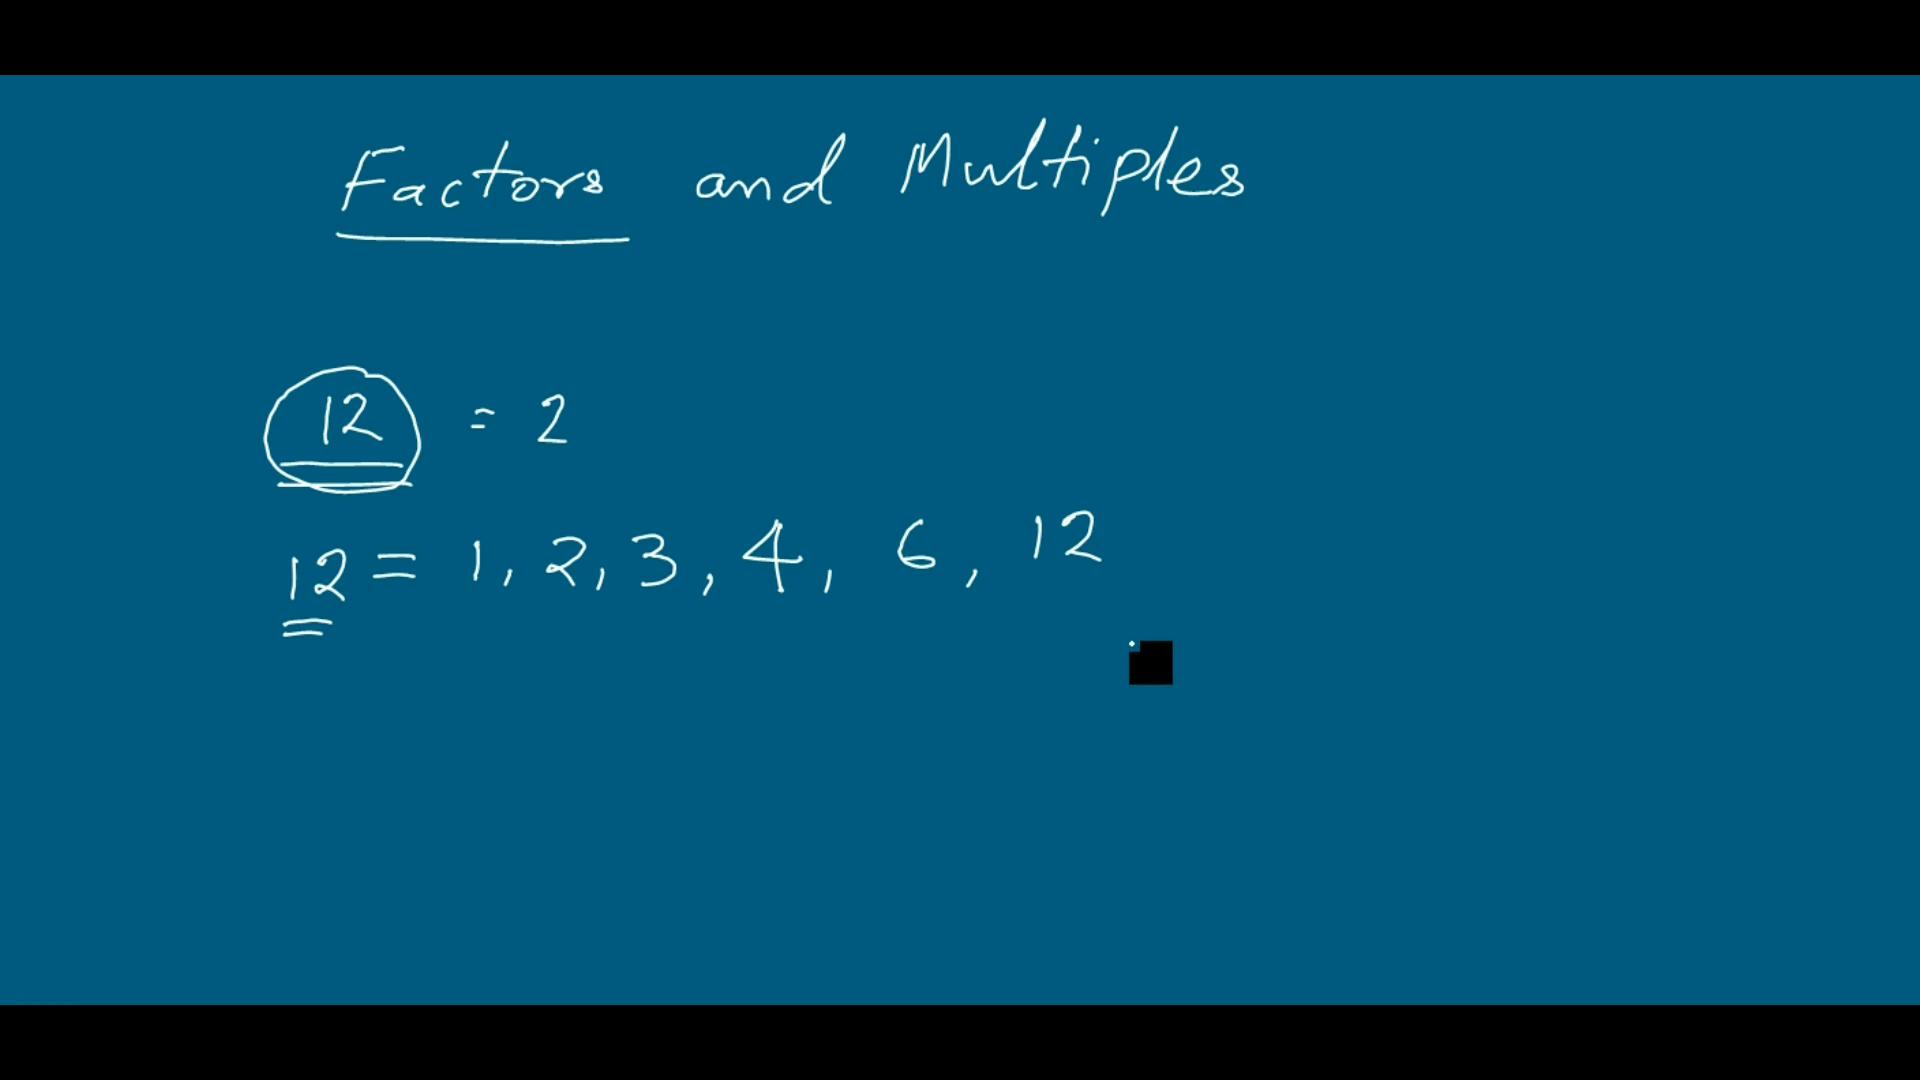 Factors and Multiples
12 = 2
12 = 1, 2, 3, 4, 6, 12